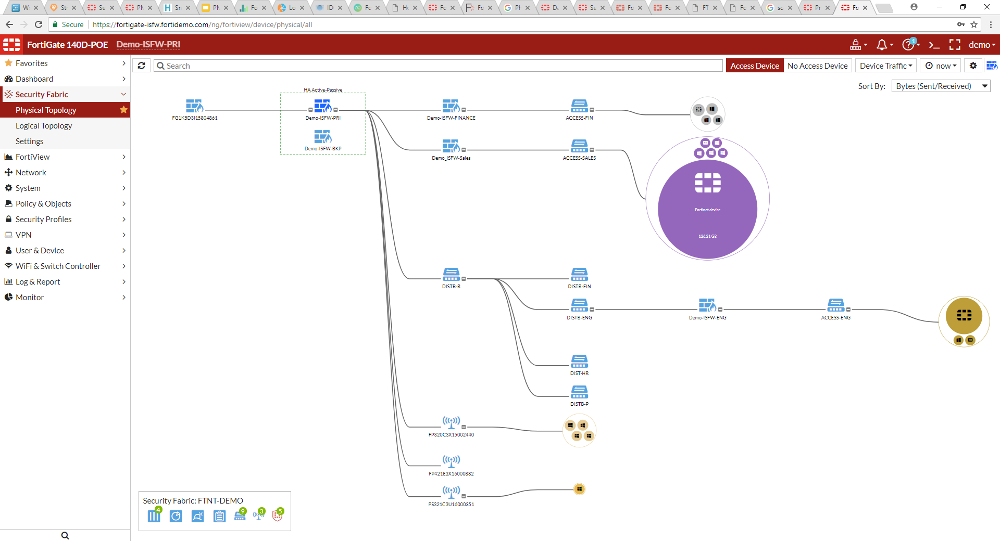 We
Str
Se
PM
Sn
PM
Fo
Lo
ID
Fo
Ho
Fo
Fo
Ph
Da
Se
Fo
Fo
FT
Fo
sc
Pr
Fo
Secure
https://fortigate-isfw.fortidemo.com/ng/fortiview/device/physical/all
FortiGate 140D-POE
Demo-ISFW-PRI
1
demo
Favorites
Dashboard
Security Fabric
Physical Topology
Logical Topology
Settings
FortiView
Network
System
Policy & Objects
Security Profiles
VPN
User & Device
WiFi & Switch Controller
Log & Report
Monitor
Search
Access Device
No Access Device
Device Traffic
now
Sort By:
Bytes (Sent/Received)
HA Active-Passive
FG1K5D3I15804861
Demo-ISFW-PRI
Demo-ISFW-FINANCE
ACCESS-FIN
Demo-ISFW-BKP
Demo_ISFW-Sales
ACCESS-SALES
Fortinet device
136.21 GB
DISTB-B
DISTB-FIN
DISTB-ENG
Demo-ISFW-ENG
ACCESS-ENG
DIST-HR
DISTB-P
FP320C3X15002440
FP421E3X16000882
PS321C3U16000351
Security Fabric: FTNT-DEMO
4
9
3
5